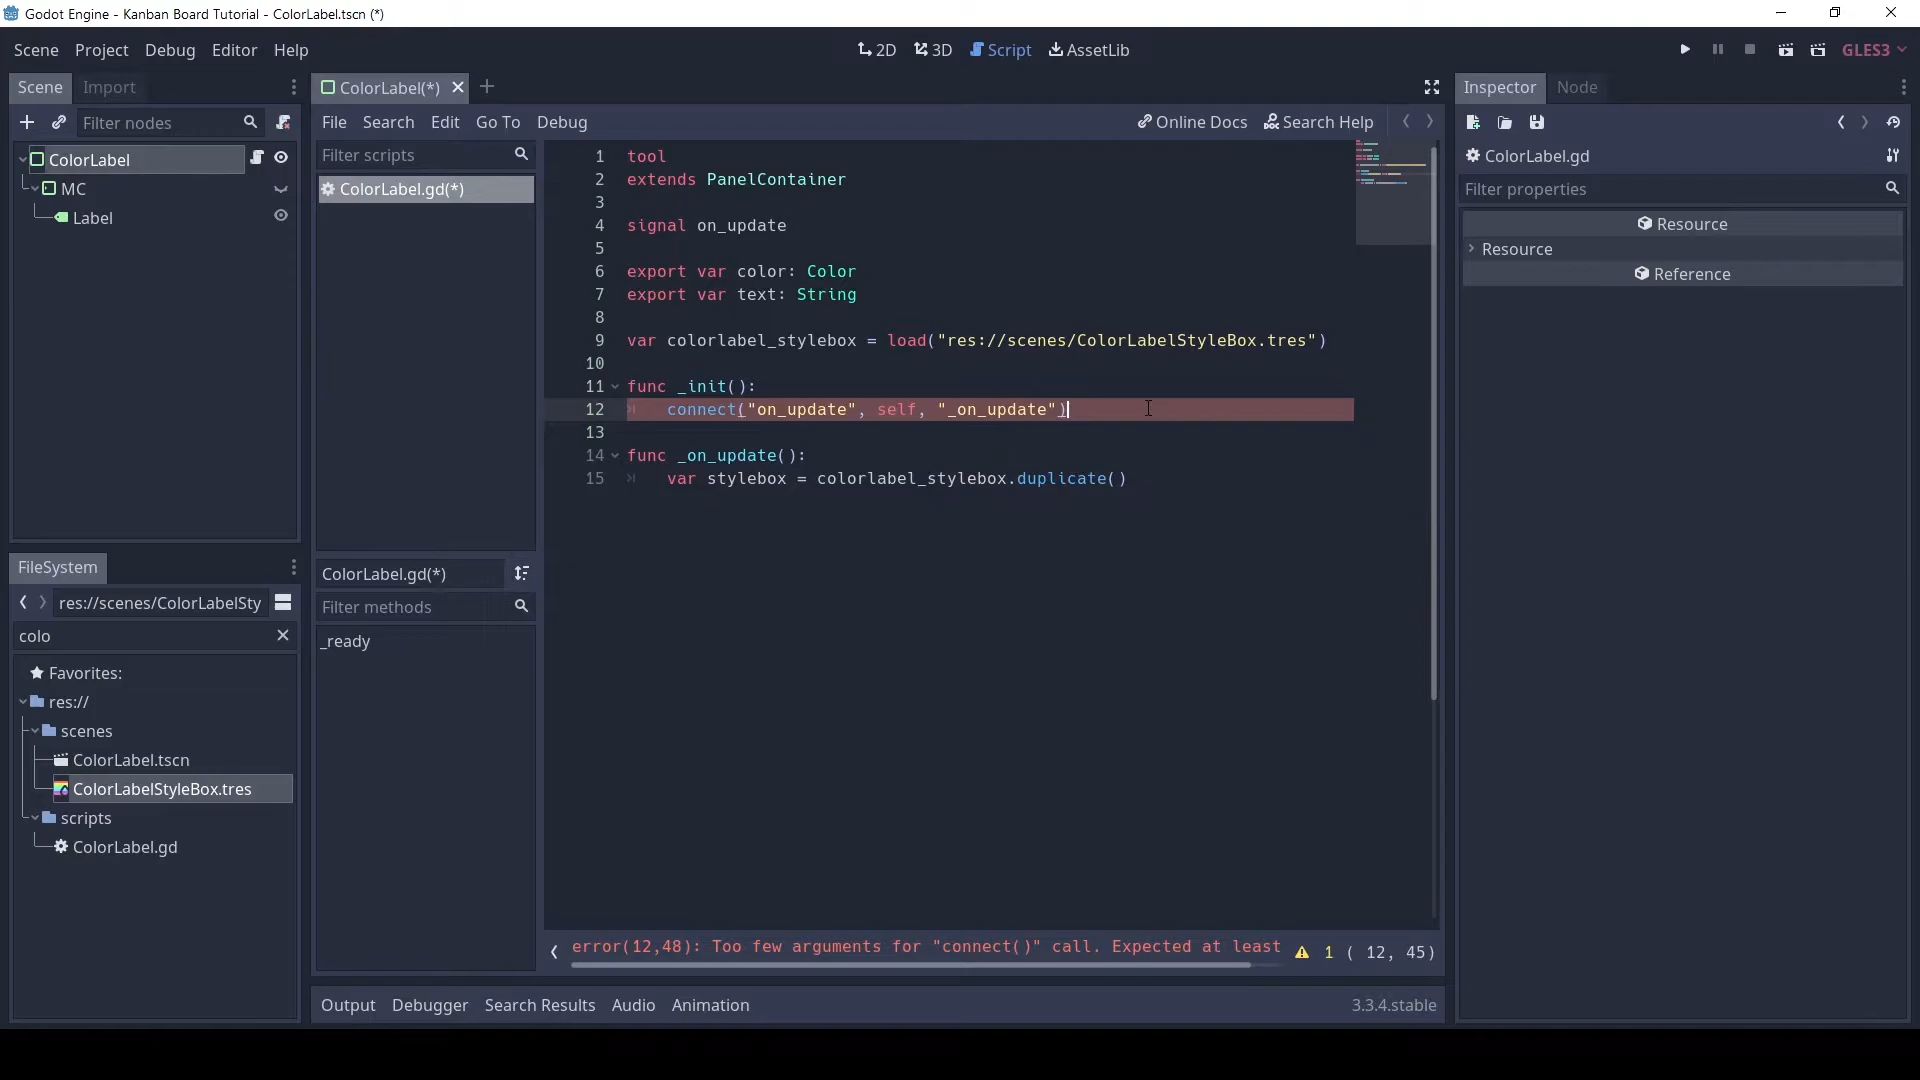 Godot Engine - Kanban Board Tutorial - ColorLabel.tscn (*)
Scene Project Debug Editor Help
2D 3D Script AssetLib
GLES3
Scene Import
Filter nodes
ColorLabel
MC
Label
ColorLabel(*)
File Search Edit Go To Debug
Online Docs Search Help
Filter scripts
ColorLabel.gd(*)
1 tool
2 extends PanelContainer
3
4 signal on_update
5
6 export var color: Color
7 export var text: String
8
9 var colorlabel_stylebox = load("res://scenes/ColorLabelStyleBox.tres")
10
11 func _init():
12 connect("on_update", self, "_on_update")
13
14 func _on_update():
15 var stylebox = colorlabel_stylebox.duplicate()
ColorLabel.gd(*)
Filter methods
_ready
error(12,48): Too few arguments for "connect()" call. Expected at least
1 ( 12, 45)
Output Debugger Search Results Audio Animation
3.3.4.stable
FileSystem
res://scenes/ColorLabelSty
colo
Favorites:
res://
scenes
ColorLabel.tscn
ColorLabelStyleBox.tres
scripts
ColorLabel.gd
Inspector Node
ColorLabel.gd
Filter properties
Resource
Resource
Reference